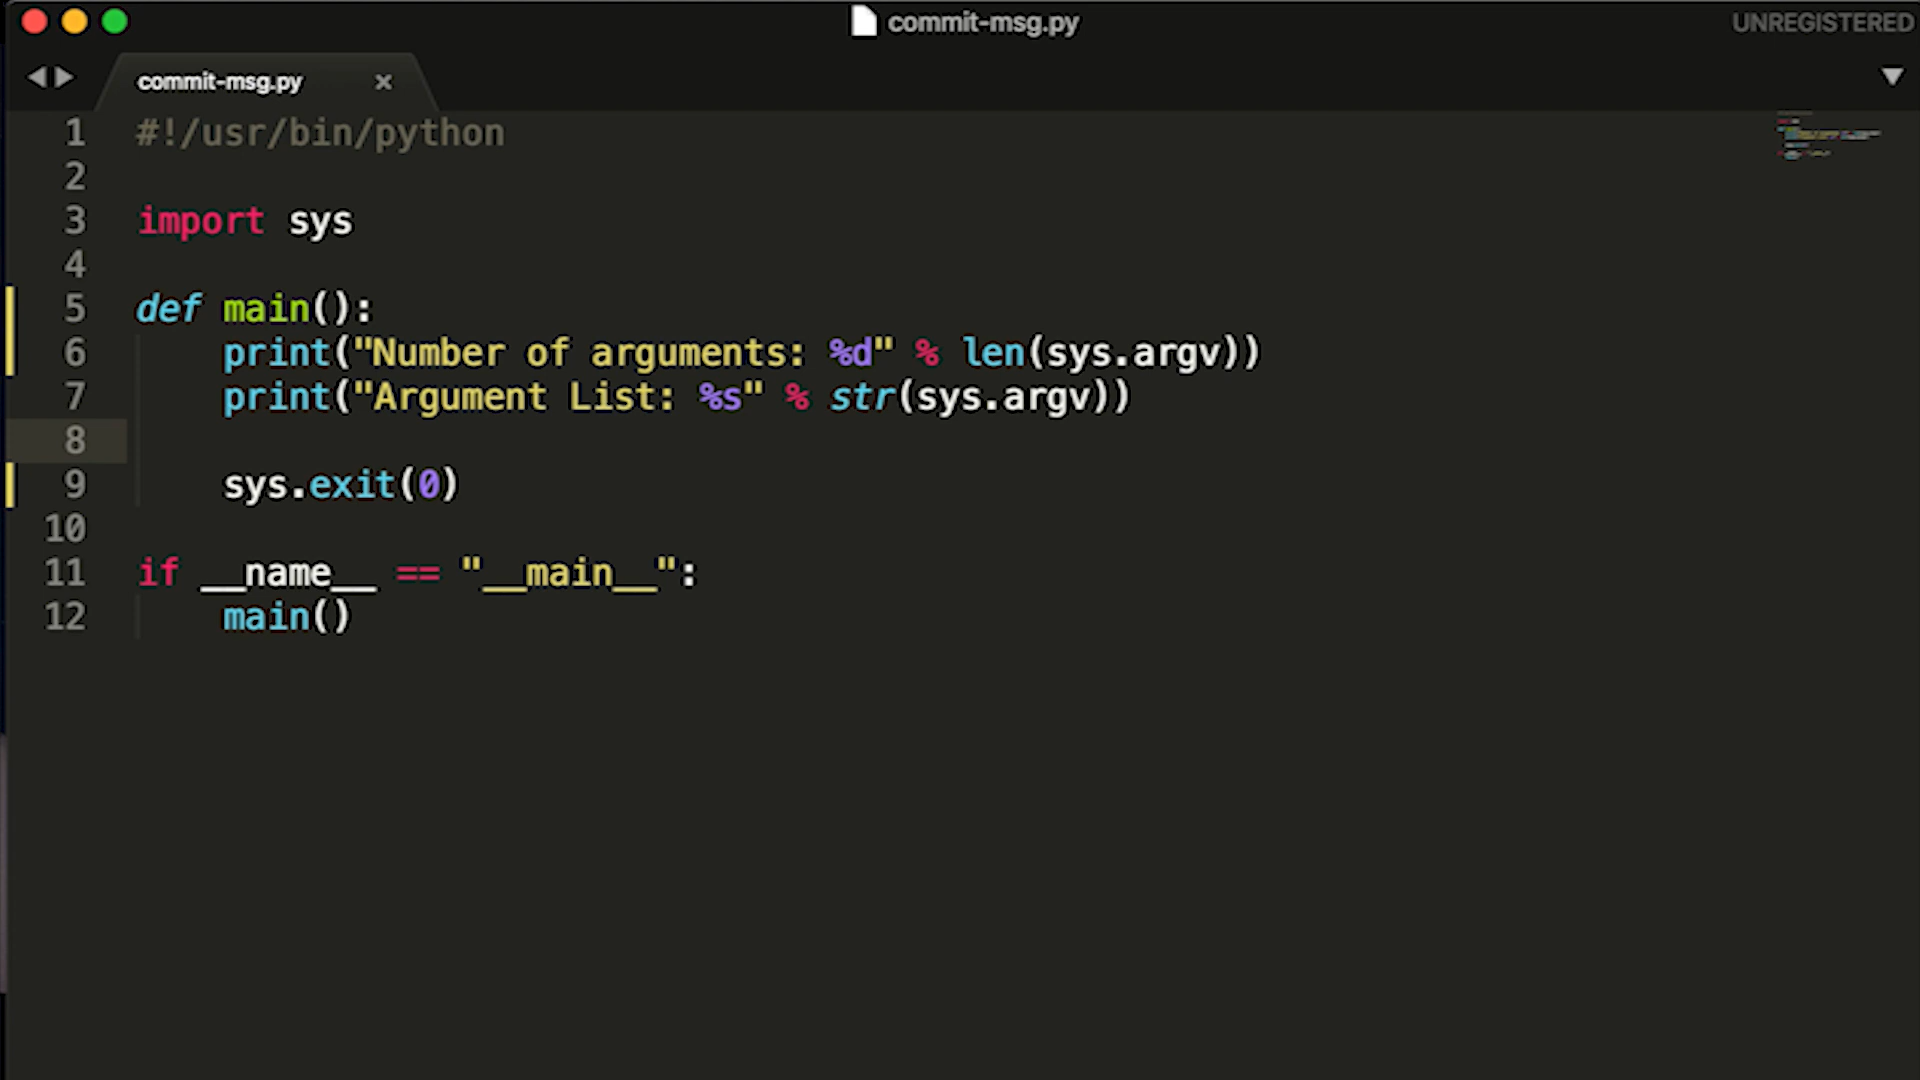 commit-msg.py
UNREGISTERED
commit-msg.py ×
1 #!/usr/bin/python
2
3 import sys
4
5 def main():
6     print("Number of arguments: %d" % len(sys.argv))
7     print("Argument List: %s" % str(sys.argv))
8
9     sys.exit(0)
10
11 if __name__ == "__main__":
12     main()